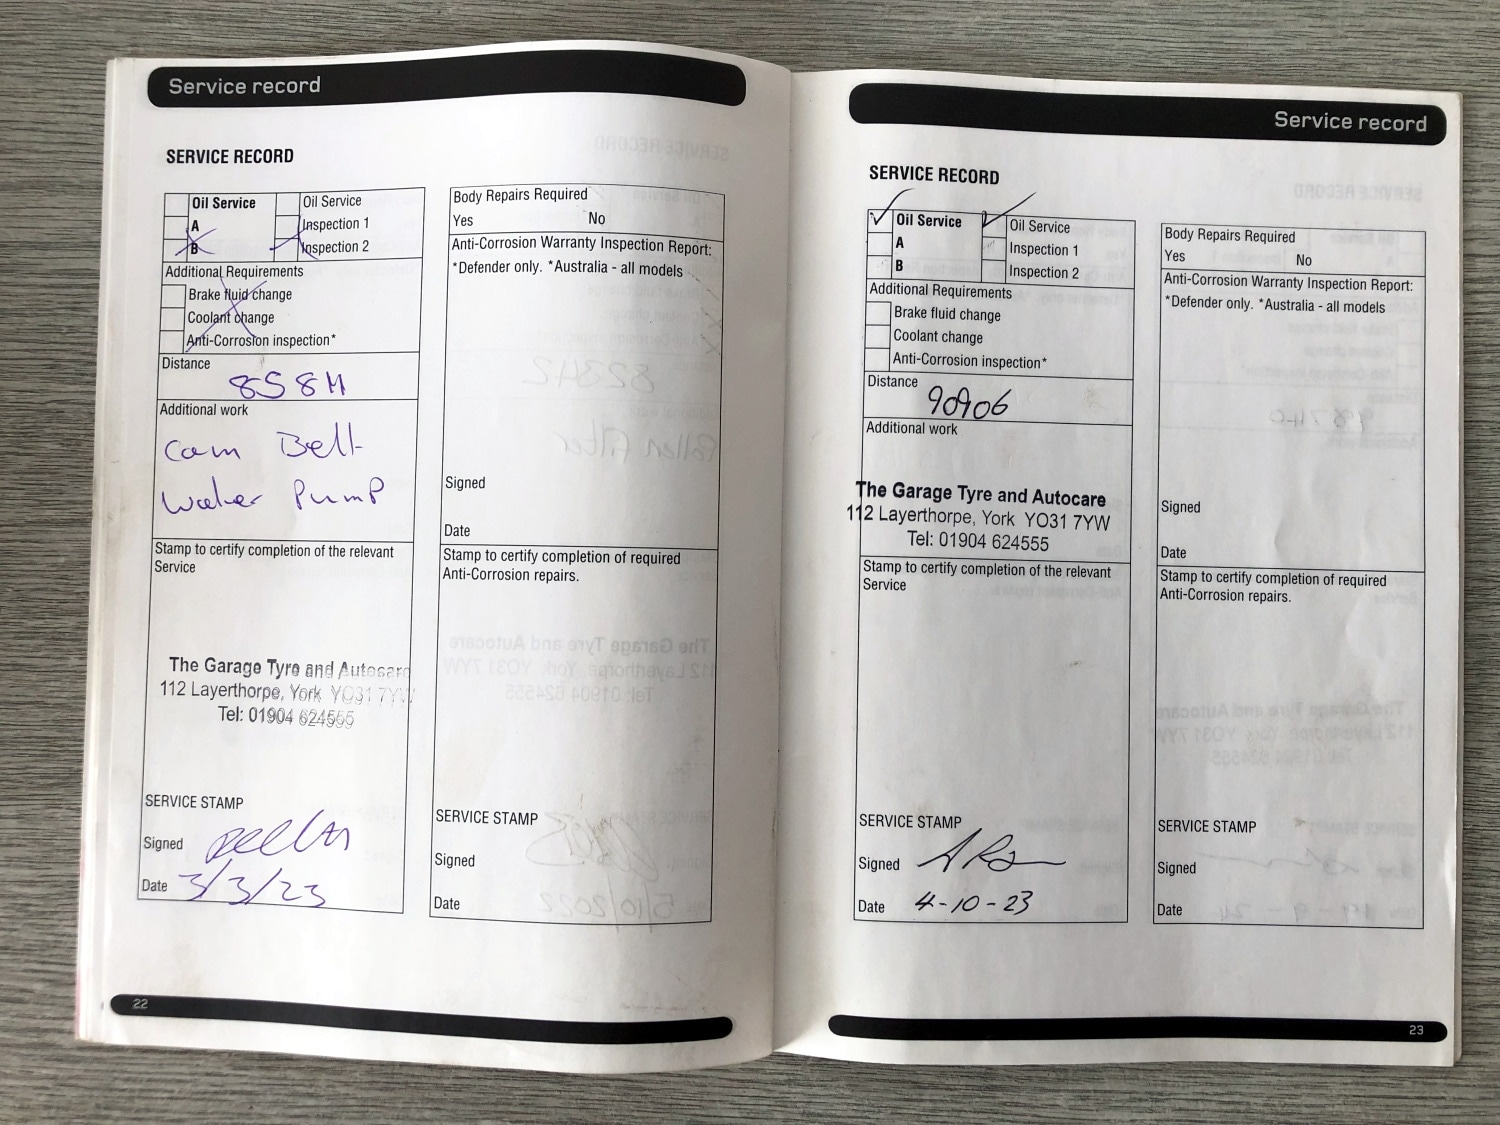 Service record
SERVICE RECORD
Oil Service
Oil Service
A
Inspection 1
B
Inspection 2
Additional Requirements
Brake fluid change
Coolant change
Anti-Corrosion inspection*
Distance
Additional work
Cam Belt
Water Pump
Stamp to certify completion of the relevant
Service
The Garage Tyre and Autocare
112 Layerthorpe, York YO31 7YW
Tel: 01904 624555
SERVICE STAMP
Signed
Date 3/3/23
Body Repairs Required
Yes No
Anti-Corrosion Warranty Inspection Report:
*Defender only. *Australia - all models
Signed
Date
Stamp to certify completion of required
Anti-Corrosion repairs.
SERVICE STAMP
Signed
Date
22
Service record
SERVICE RECORD
Oil Service
Oil Service
A
Inspection 1
B
Inspection 2
Additional Requirements
Brake fluid change
Coolant change
Anti-Corrosion inspection*
Distance
90906
Additional work
The Garage Tyre and Autocare
112 Layerthorpe, York YO31 7YW
Tel: 01904 624555
Stamp to certify completion of the relevant
Service
SERVICE STAMP
Signed
Date 4-10-23
Body Repairs Required
Yes No
Anti-Corrosion Warranty Inspection Report:
*Defender only. *Australia - all models
Signed
Date
Stamp to certify completion of required
Anti-Corrosion repairs.
SERVICE STAMP
Signed
Date
23